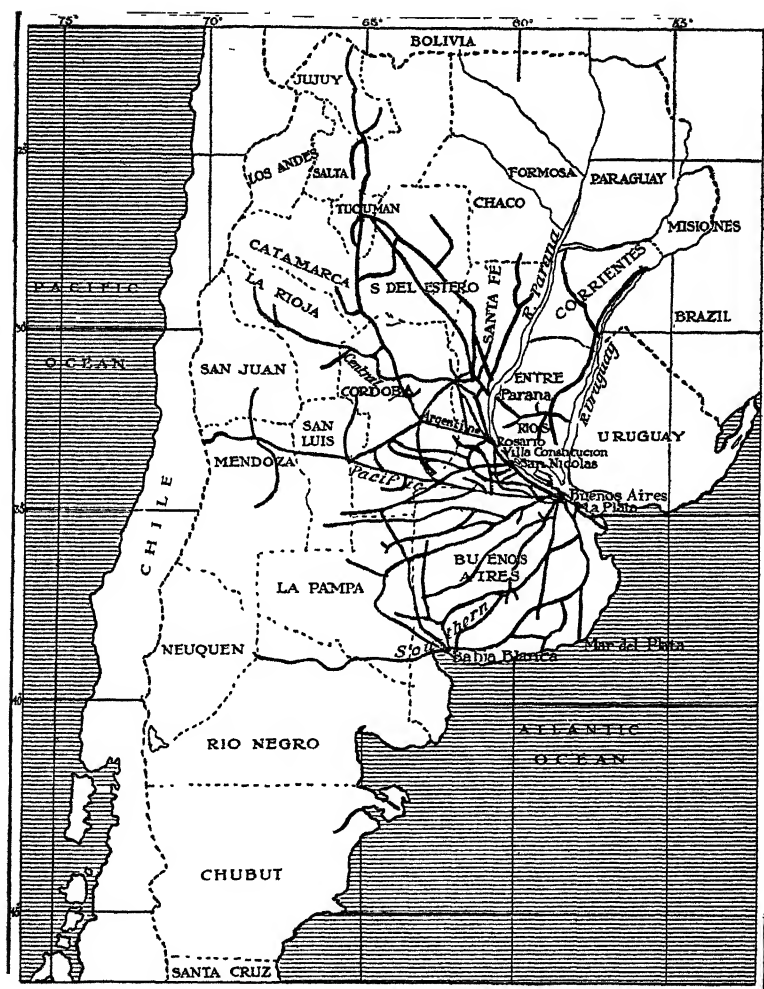 75° 70° 65° 60° 55°
BOLIVIA
JUJUY
25°
LOS ANDES
SALTA
FORMOSA
PARAGUAY
TUCUMAN
CHACO
MISIONES
CATAMARCA
R. Parana
LA RIOJA
S DEL ESTERO
SANTA FE
CORRIENTES
PACIFIC
BRAZIL
30
OCEAN
SAN JUAN
Central
ENTRE
CORDOBA
Parana
R. Uruguay
SAN
LUIS
Argentine
RIOS
URUGUAY
Rosario
MENDOZA
Villa Constitucion
San Nicolas
Pacific
CHILE
Buenos Aires
La Plata
35
BUENOS
AIRES
LA PAMPA
Southern
NEUQUEN
Mar del Plata
Bahia Blanca
40
ATLANTIC
RIO NEGRO
OCEAN
CHUBUT
45
SANTA CRUZ